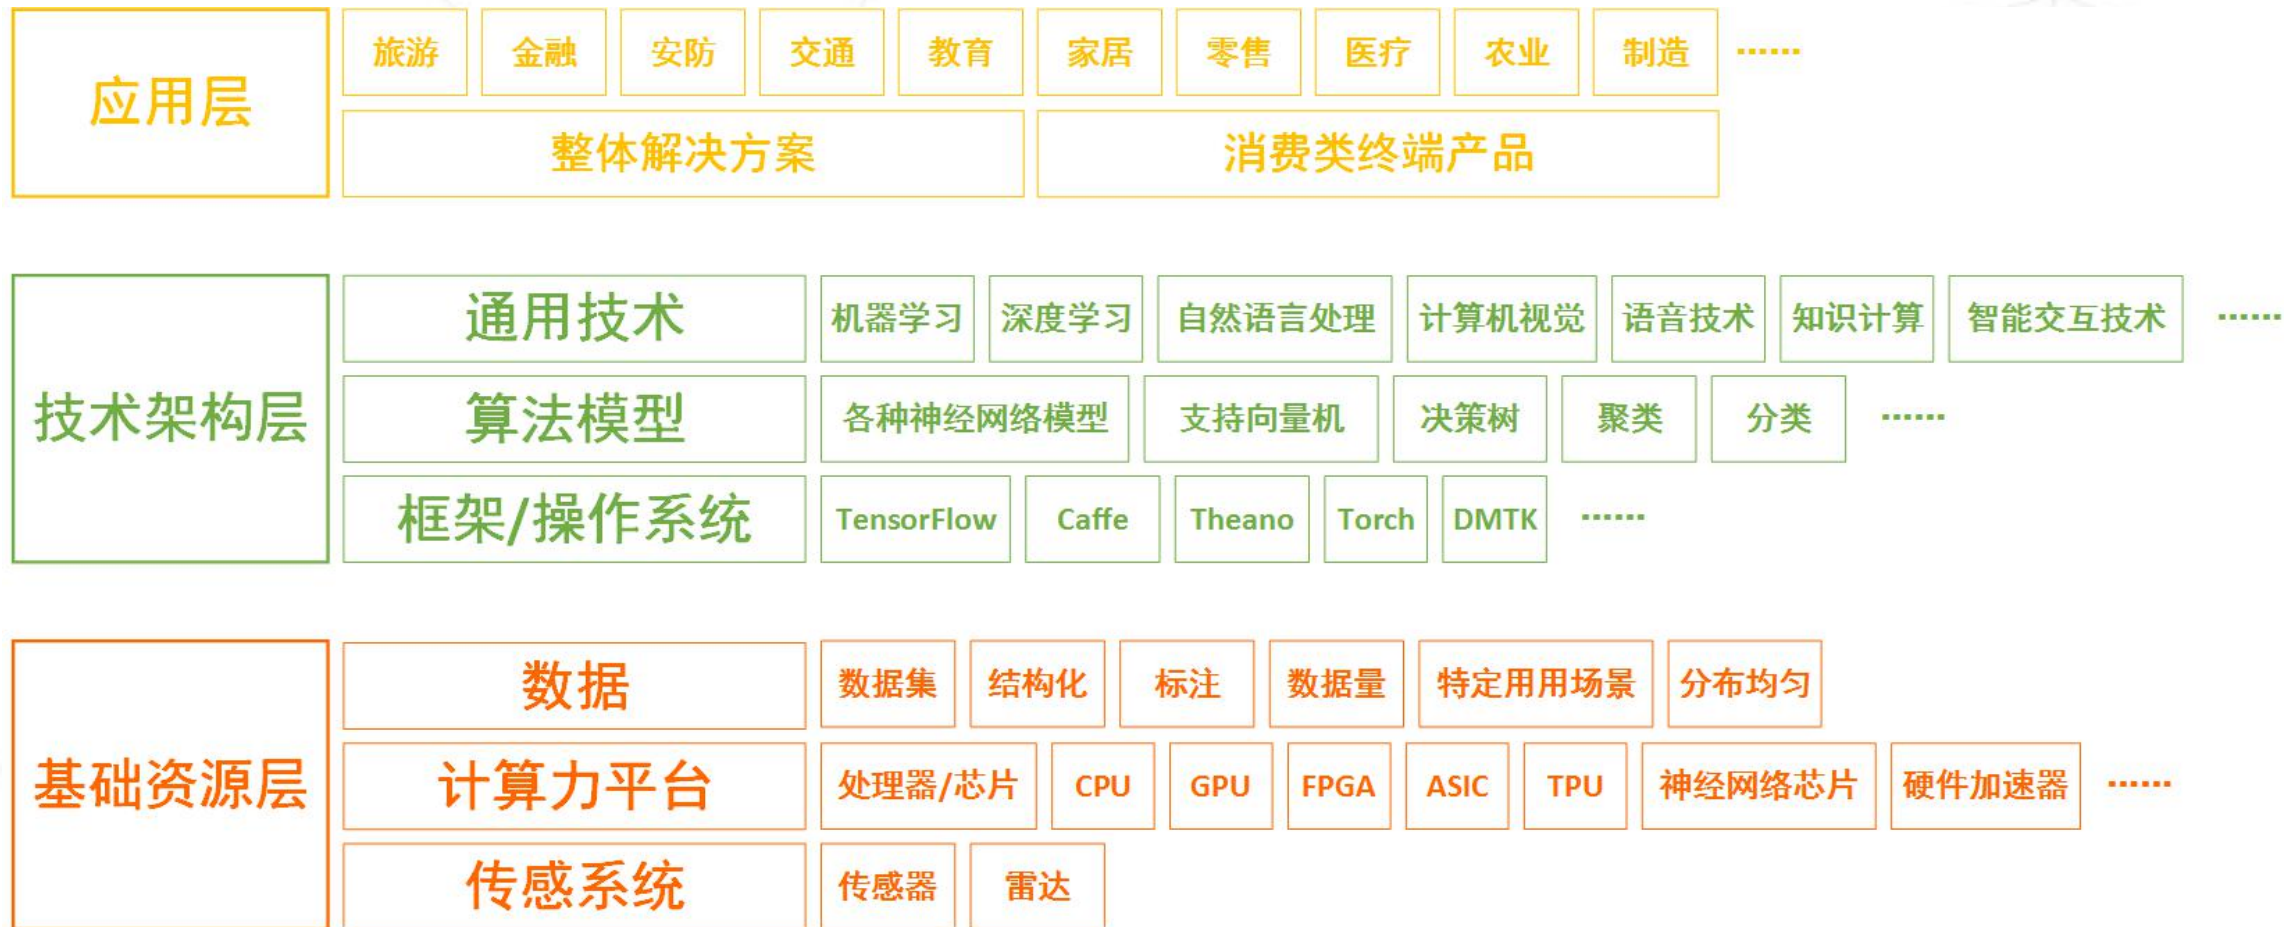 旅游 金融 安防 交通 教育 家居 零售 医疗 农业 制造 ......
应用层
整体解决方案 消费类终端产品
通用技术 机器学习 深度学习 自然语言处理 计算机视觉 语音技术 知识计算 智能交互技术 ......
技术架构层 算法模型 各种神经网络模型 支持向量机 决策树 聚类 分类 ......
框架/操作系统 TensorFlow Caffe Theano Torch DMTK ......
数据 数据集 结构化 标注 数据量 特定用用场景 分布均匀
基础资源层 计算力平台 处理器/芯片 CPU GPU FPGA ASIC TPU 神经网络芯片 硬件加速器 ......
传感系统 传感器 雷达